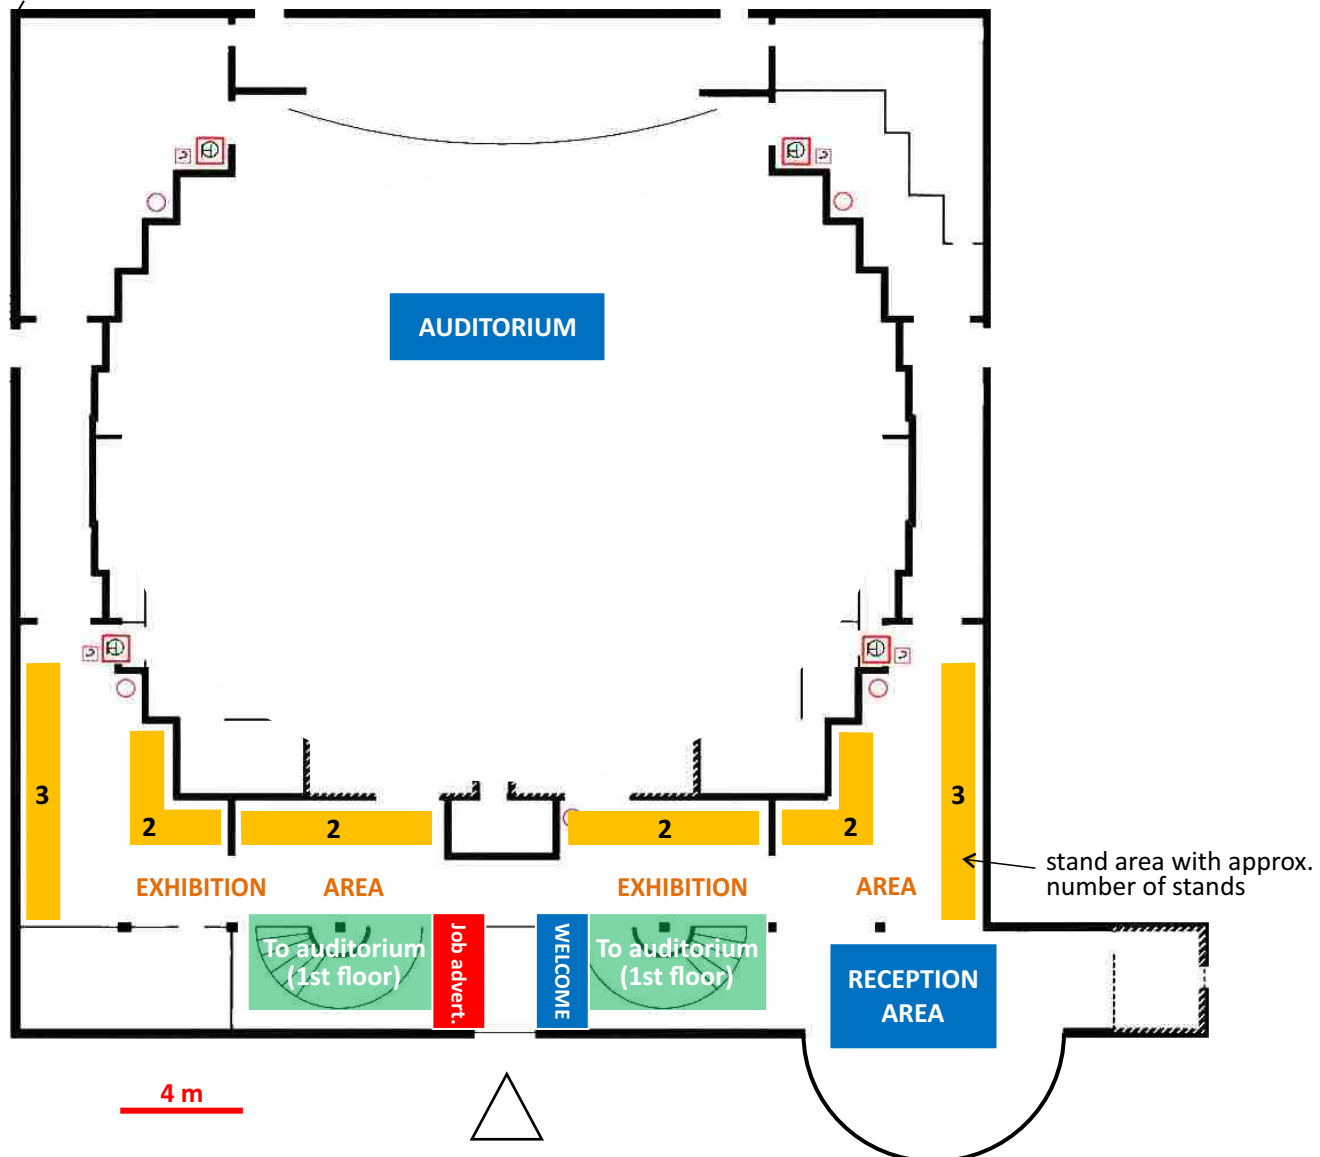 AUDITORIUM
3
2
2
2
2
3
stand area with approx.
number of stands
EXHIBITION AREA
EXHIBITION AREA
To auditorium
(1st floor)
Job advert.
WELCOME
To auditorium
(1st floor)
RECEPTION
AREA
4 m